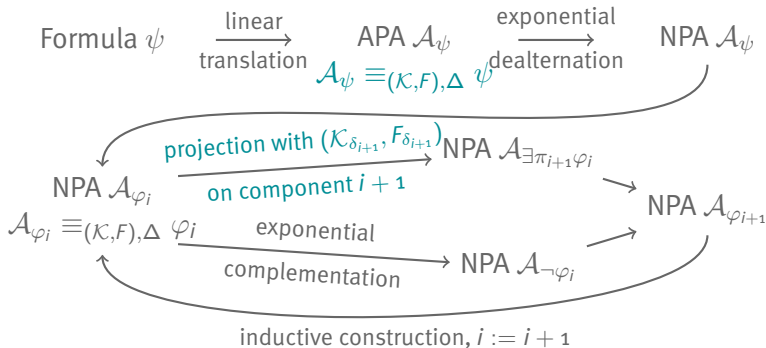 Formula ψ
linear
translation
APA 𝒜_ψ
𝒜_ψ ≡_{(𝒦,F),Δ} ψ
exponential
dealternation
NPA 𝒜_ψ
projection with (𝒦_{δ_{i+1}}, F_{δ_{i+1}})
on component i + 1
NPA 𝒜_{∃π_{i+1}φ_i}
NPA 𝒜_{φ_i}
𝒜_{φ_i} ≡_{(𝒦,F),Δ} φ_i
NPA 𝒜_{φ_{i+1}}
exponential
complementation
NPA 𝒜_{¬φ_i}
inductive construction, i := i + 1